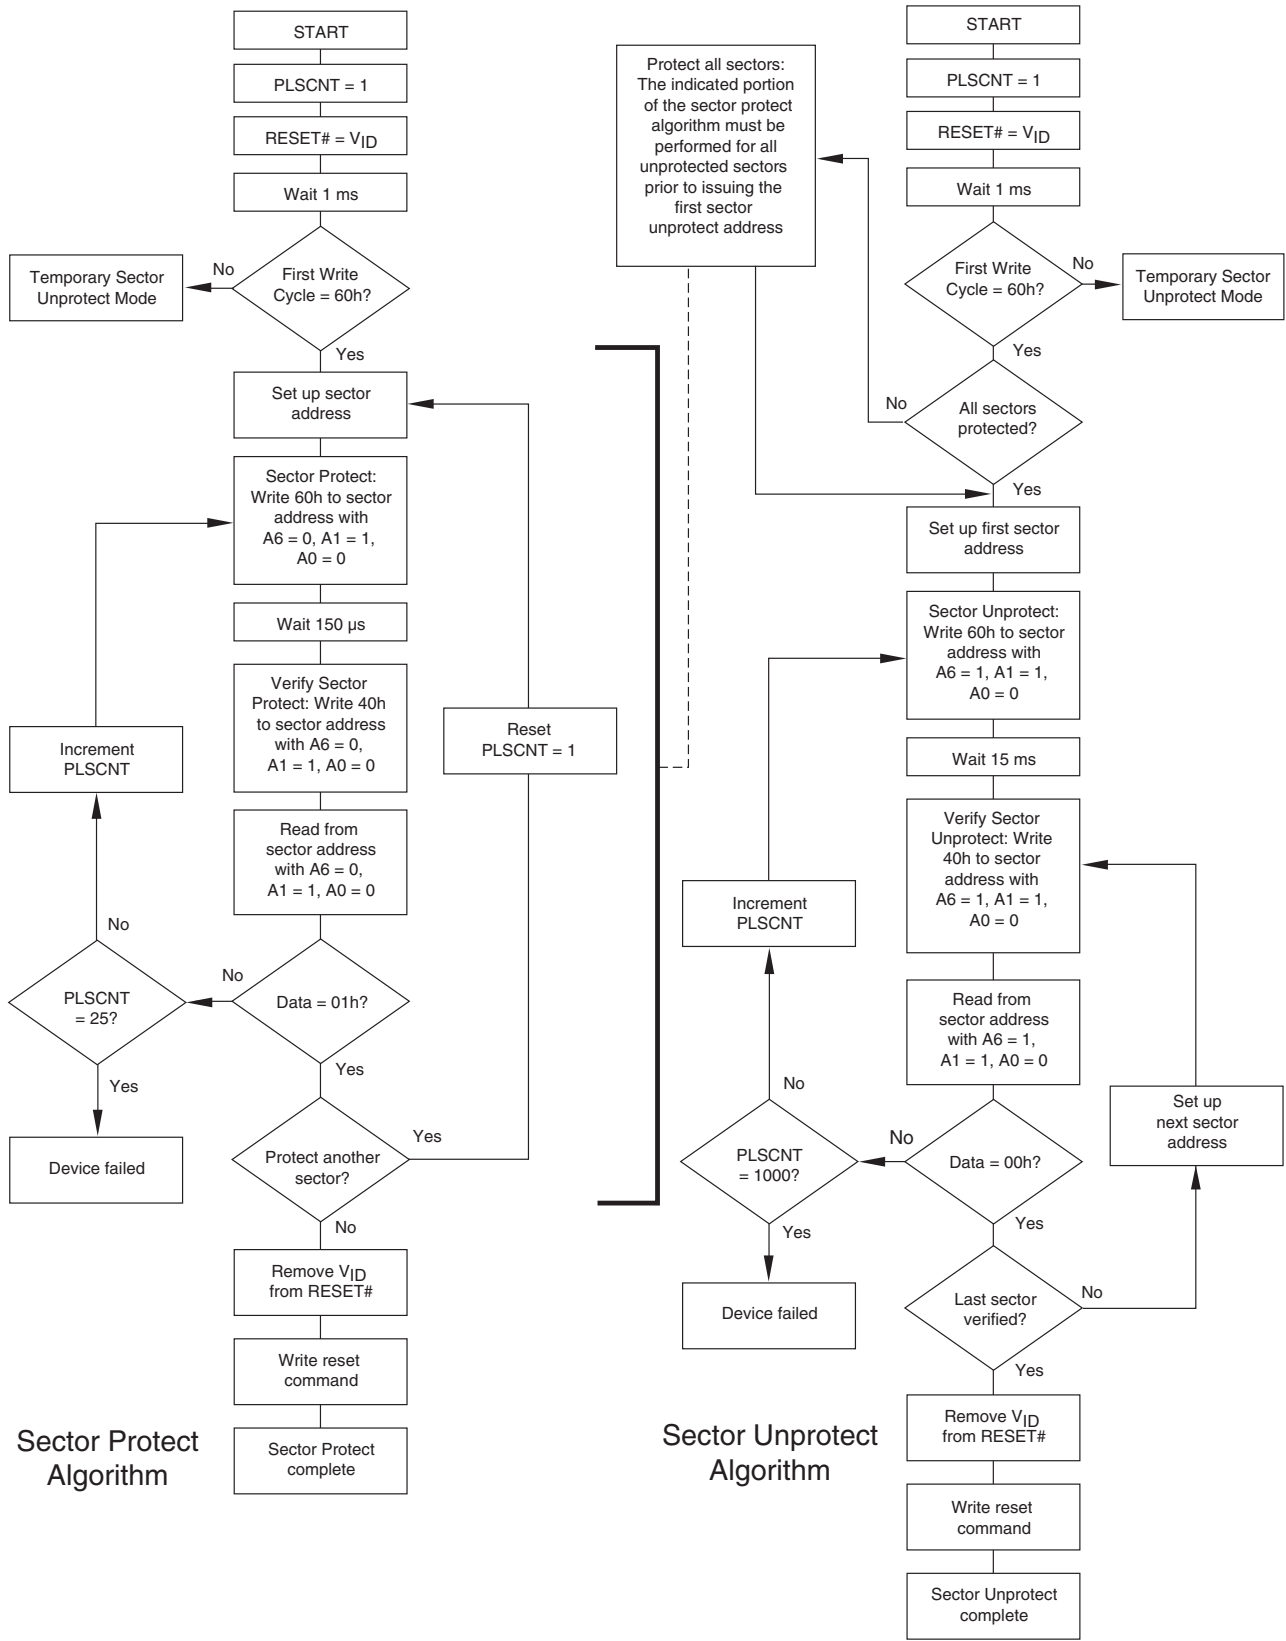 START
PLSCNT = 1
RESET# = VID
Wait 1 ms
First Write
Cycle = 60h?
No
Temporary Sector
Unprotect Mode
Yes
Set up sector
address
Sector Protect:
Write 60h to sector
address with
A6 = 0, A1 = 1,
A0 = 0
Wait 150 µs
Verify Sector
Protect: Write 40h
to sector address
with A6 = 0,
A1 = 1, A0 = 0
Reset
PLSCNT = 1
Increment
PLSCNT
Read from
sector address
with A6 = 0,
A1 = 1, A0 = 0
No
No
PLSCNT
= 25?
Data = 01h?
Yes
Yes
Device failed
Protect another
sector?
Yes
No
Remove VID
from RESET#
Write reset
command
Sector Protect
complete
Sector Protect
Algorithm
Protect all sectors:
The indicated portion
of the sector protect
algorithm must be
performed for all
unprotected sectors
prior to issuing the
first sector
unprotect address
START
PLSCNT = 1
RESET# = VID
Wait 1 ms
First Write
Cycle = 60h?
No
Temporary Sector
Unprotect Mode
Yes
No
All sectors
protected?
Yes
Set up first sector
address
Sector Unprotect:
Write 60h to sector
address with
A6 = 1, A1 = 1,
A0 = 0
Wait 15 ms
Verify Sector
Unprotect: Write
40h to sector
address with
A6 = 1, A1 = 1,
A0 = 0
Increment
PLSCNT
Read from
sector address
with A6 = 1,
A1 = 1, A0 = 0
No
No
PLSCNT
= 1000?
Data = 00h?
Set up
next sector
address
Yes
Yes
Device failed
Last sector
verified?
No
Yes
Remove VID
from RESET#
Write reset
command
Sector Unprotect
complete
Sector Unprotect
Algorithm